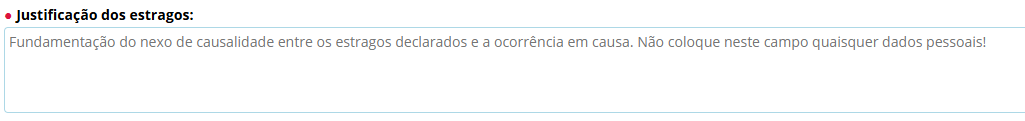 ● Justificação dos estragos:
Fundamentação do nexo de causalidade entre os estragos declarados e a ocorrência em causa. Não coloque neste campo quaisquer dados pessoais!